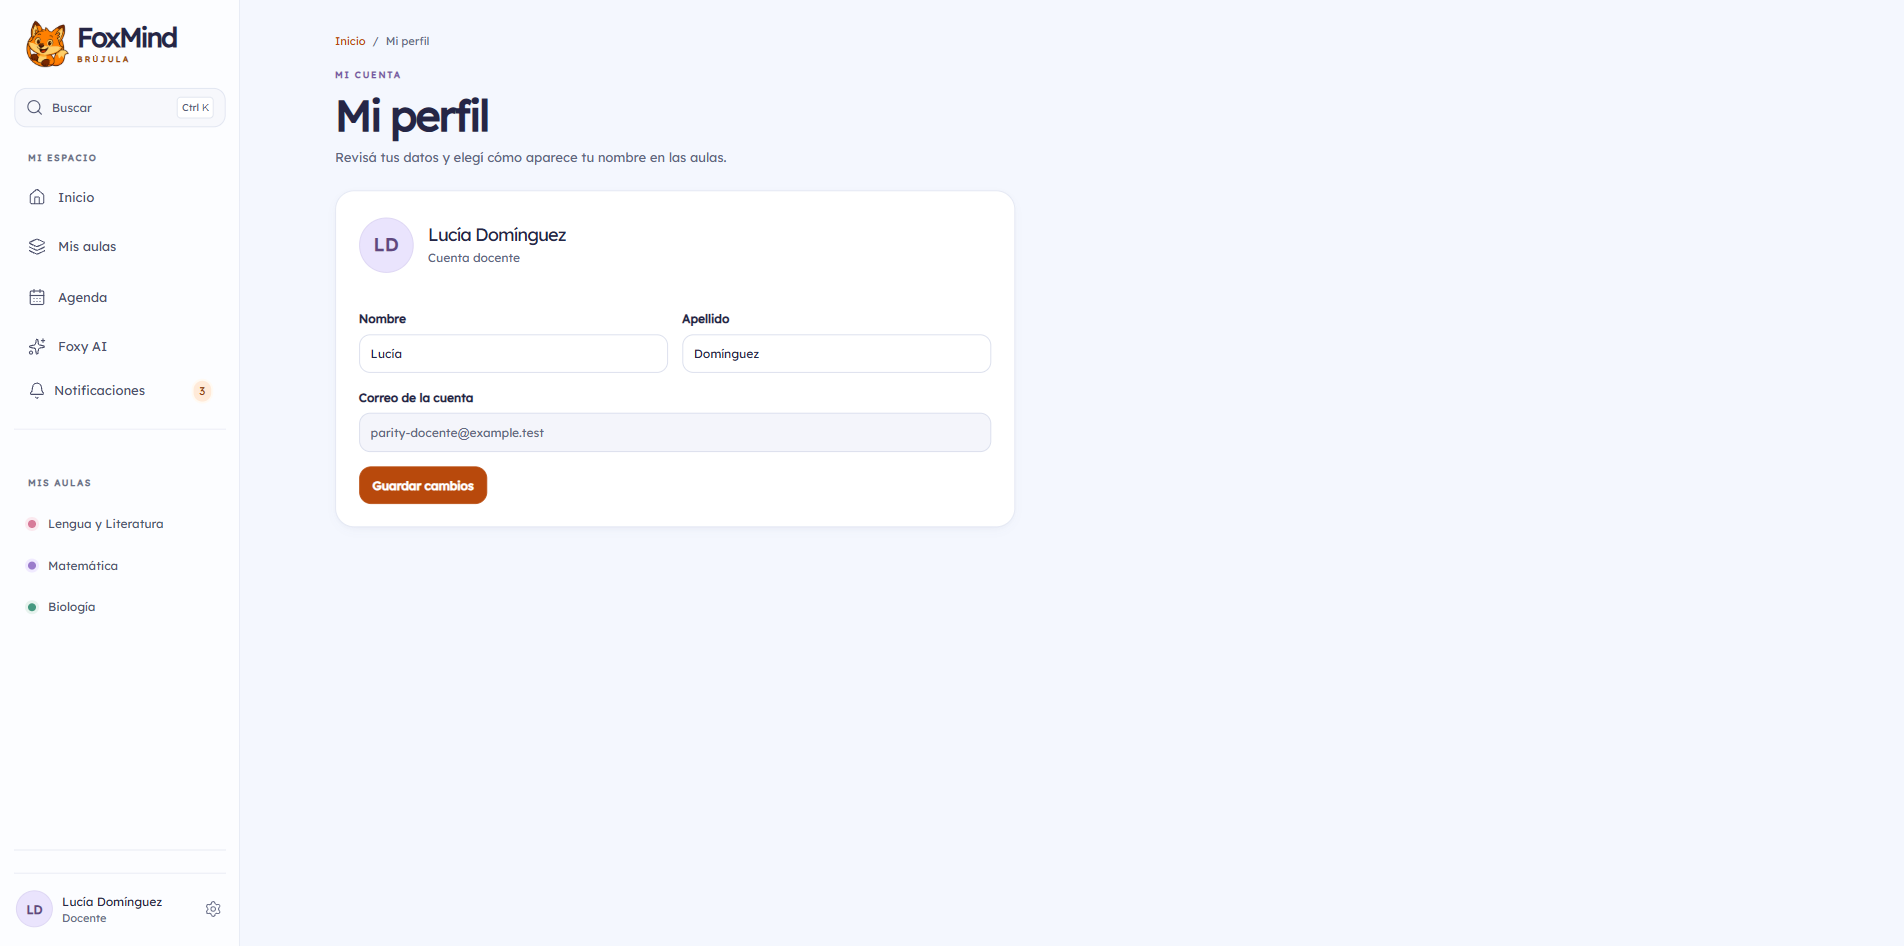 FoxMind
BRÚJULA
Buscar Ctrl K
MI ESPACIO
Inicio
Mis aulas
Agenda
Foxy AI
Notificaciones 3
MIS AULAS
Lengua y Literatura
Matemática
Biología
LD
Lucía Domínguez
Docente
Inicio / Mi perfil
MI CUENTA
Mi perfil
Revisá tus datos y elegí cómo aparece tu nombre en las aulas.
LD
Lucía Domínguez
Cuenta docente
Nombre Apellido
Lucía Domínguez
Correo de la cuenta
parity-docente@example.test
Guardar cambios